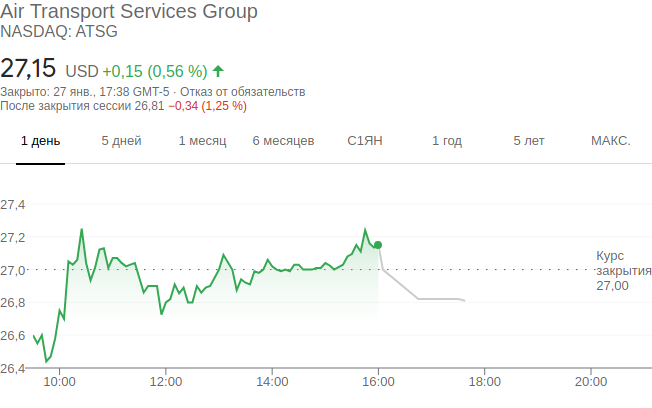 Air Transport Services Group
NASDAQ: ATSG
27,15 USD +0,15 (0,56 %)
Закрыто: 27 янв., 17:38 GMT-5 · Отказ от обязательств
После закрытия сессии 26,81 −0,34 (1,25 %)
1 день 5 дней 1 месяц 6 месяцев С1ЯН 1 год 5 лет МАКС.
27,4
27,2
27,0
26,8
26,6
26,4
Курс
закрытия
27,00
10:00 12:00 14:00 16:00 18:00 20:00